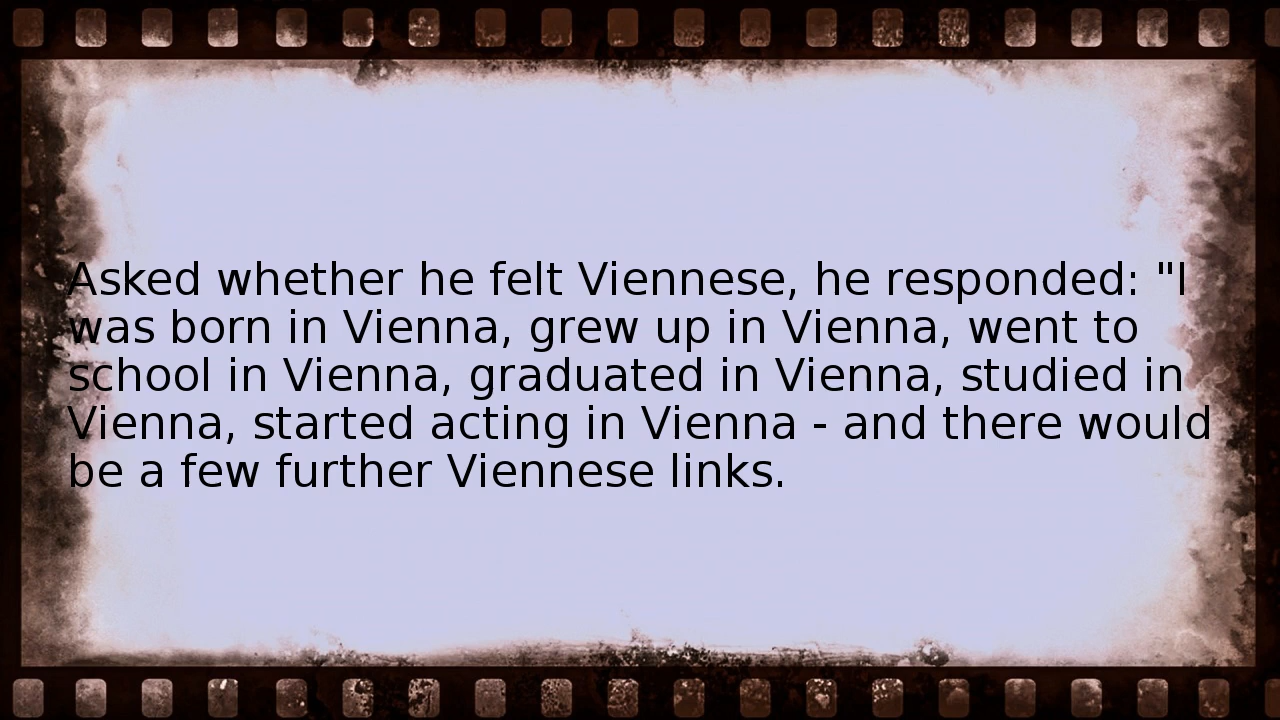 Asked whether he felt Viennese, he responded: "I
was born in Vienna, grew up in Vienna, went to
school in Vienna, graduated in Vienna, studied in
Vienna, started acting in Vienna - and there would
be a few further Viennese links.